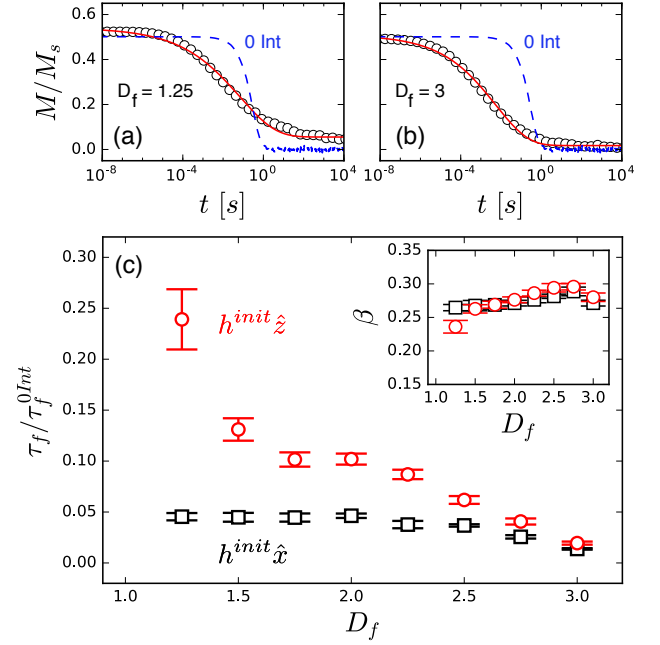 M/M_s
0.6
0.4
0.2
0.0
0 Int
D_f = 1.25
(a)
10^-8 10^-4 10^0 10^4
t [s]
0 Int
D_f = 3
(b)
10^-8 10^-4 10^0 10^4
t [s]
(c)
τ_f/τ_f^0Int
0.30
0.25
0.20
0.15
0.10
0.05
0.00
h^init ẑ
h^init x̂
1.0 1.5 2.0 2.5 3.0
D_f
β
0.35
0.30
0.25
0.20
0.15
1.0 1.5 2.0 2.5 3.0
D_f